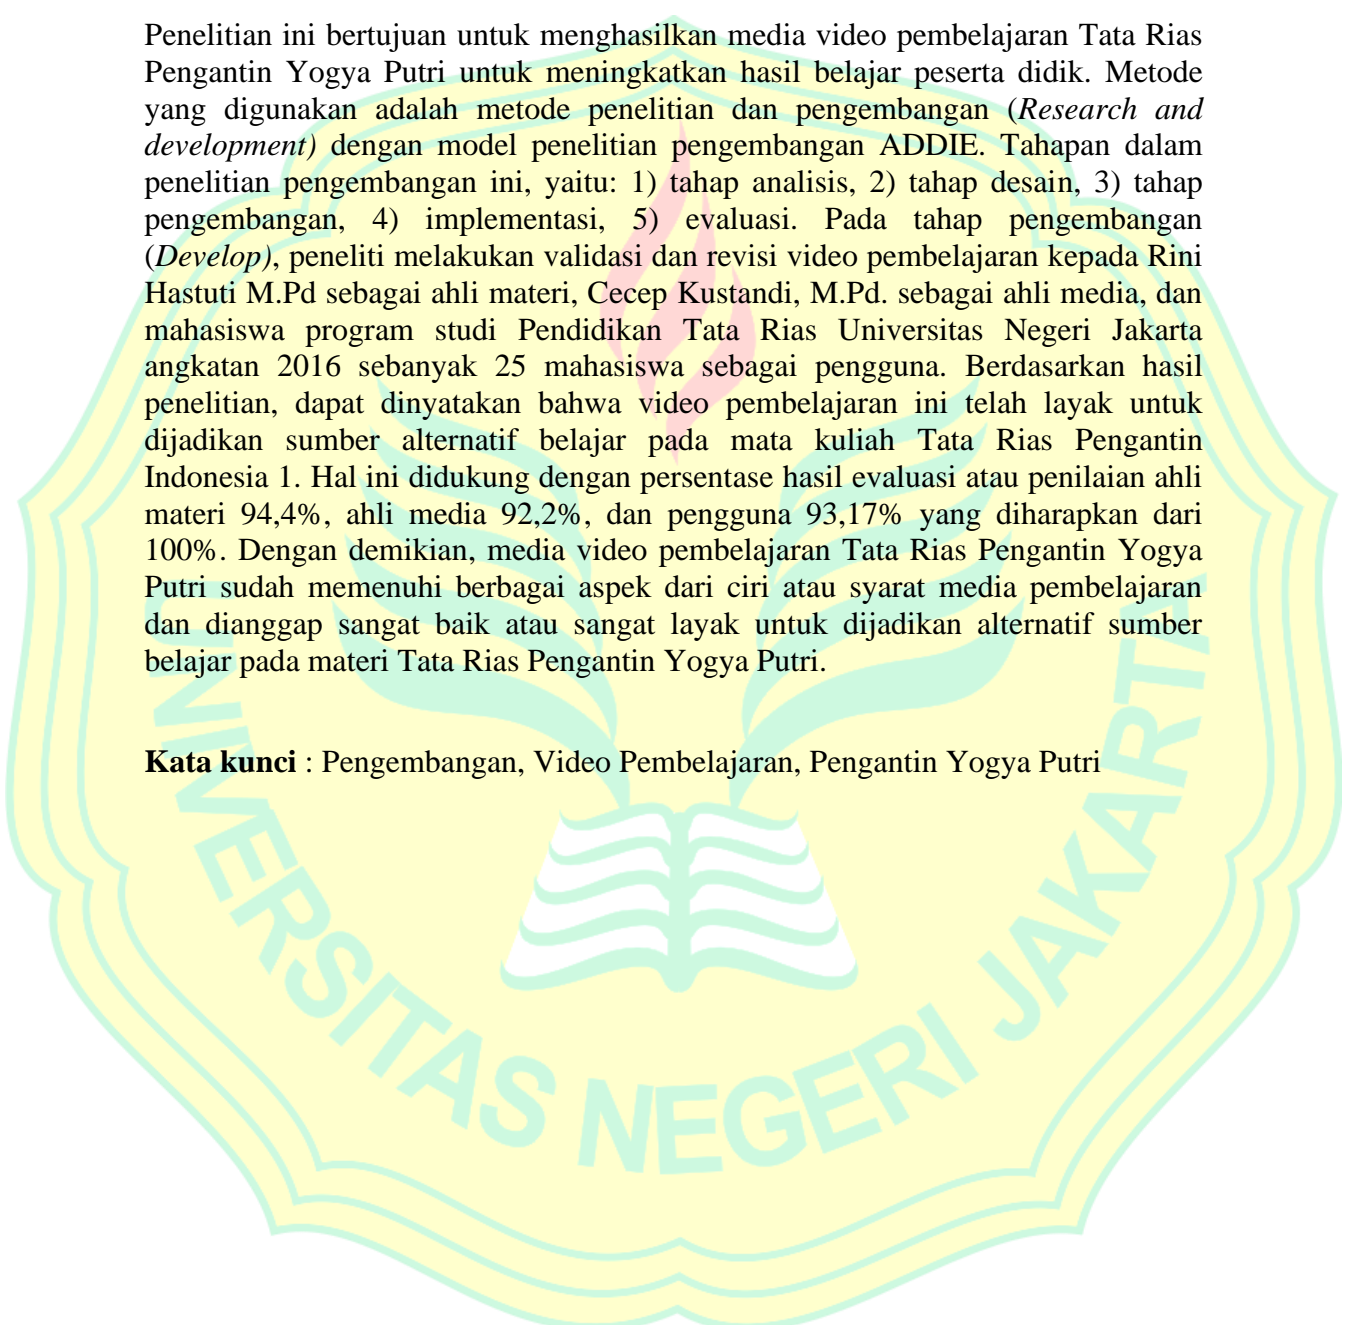 Penelitian ini bertujuan untuk menghasilkan media video pembelajaran Tata Rias
Pengantin Yogya Putri untuk meningkatkan hasil belajar peserta didik. Metode
yang digunakan adalah metode penelitian dan pengembangan (Research and
development) dengan model penelitian pengembangan ADDIE. Tahapan dalam
penelitian pengembangan ini, yaitu: 1) tahap analisis, 2) tahap desain, 3) tahap
pengembangan, 4) implementasi, 5) evaluasi. Pada tahap pengembangan
(Develop), peneliti melakukan validasi dan revisi video pembelajaran kepada Rini
Hastuti M.Pd sebagai ahli materi, Cecep Kustandi, M.Pd. sebagai ahli media, dan
mahasiswa program studi Pendidikan Tata Rias Universitas Negeri Jakarta
angkatan 2016 sebanyak 25 mahasiswa sebagai pengguna. Berdasarkan hasil
penelitian, dapat dinyatakan bahwa video pembelajaran ini telah layak untuk
dijadikan sumber alternatif belajar pada mata kuliah Tata Rias Pengantin
Indonesia 1. Hal ini didukung dengan persentase hasil evaluasi atau penilaian ahli
materi 94,4%, ahli media 92,2%, dan pengguna 93,17% yang diharapkan dari
100%. Dengan demikian, media video pembelajaran Tata Rias Pengantin Yogya
Putri sudah memenuhi berbagai aspek dari ciri atau syarat media pembelajaran
dan dianggap sangat baik atau sangat layak untuk dijadikan alternatif sumber
belajar pada materi Tata Rias Pengantin Yogya Putri.
Kata kunci : Pengembangan, Video Pembelajaran, Pengantin Yogya Putri
UNIVERSITAS NEGERI JAKARTA